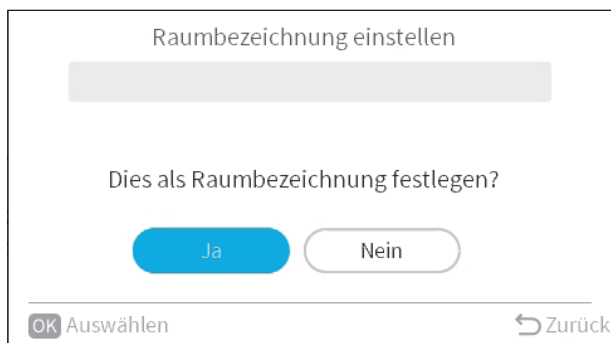 Raumbezeichnung einstellen
Dies als Raumbezeichnung festlegen?
Ja Nein
OK Auswählen Zurück